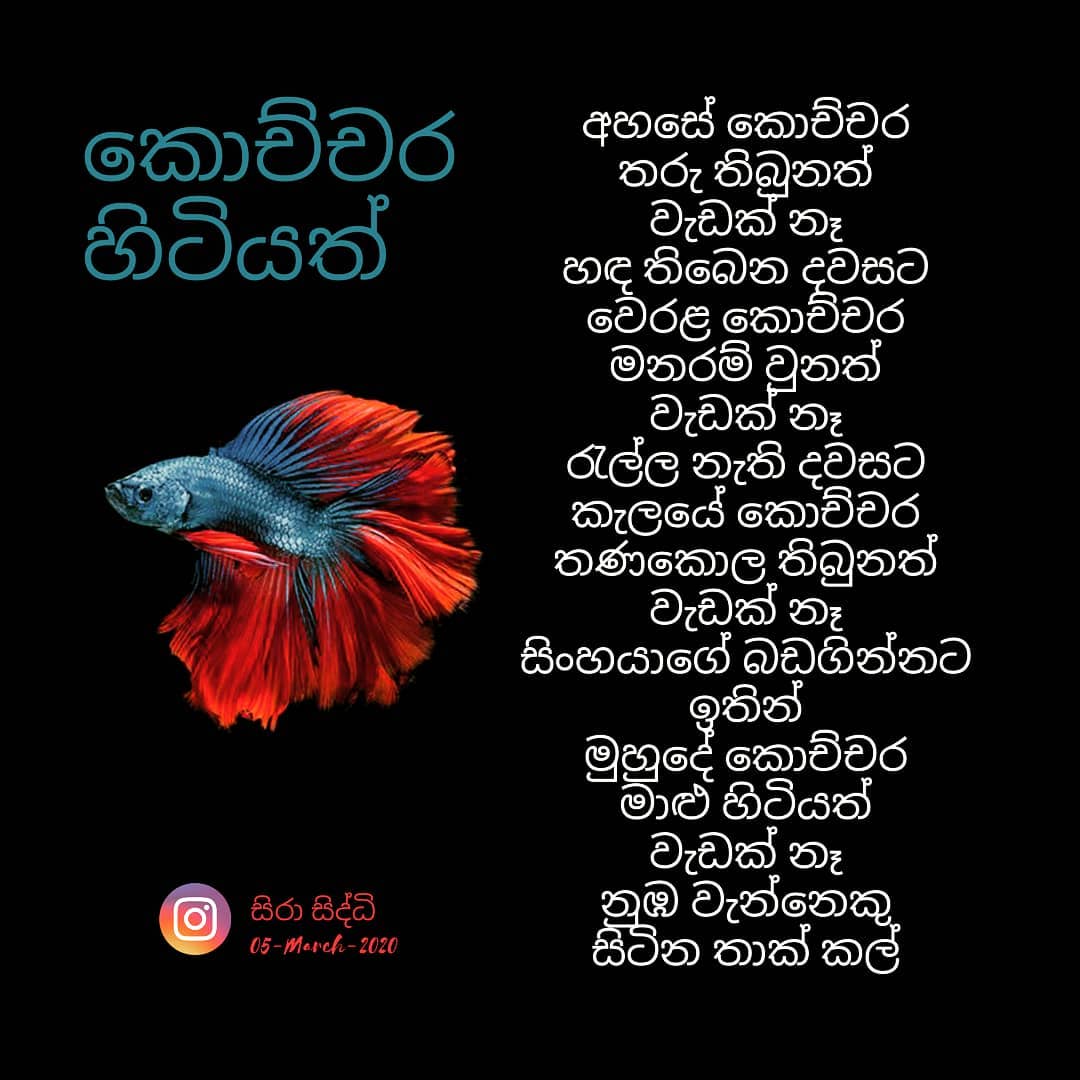 කොච්චර
හිටියත්
අහසේ කොච්චර
තරු තිබුනත්
වැඩක් නෑ
හඳ තිබෙන දවසට
වෙරළ කොච්චර
මනරම් වුනත්
වැඩක් නෑ
රැල්ල නැති දවසට
කැලයේ කොච්චර
තණකොල තිබුනත්
වැඩක් නෑ
සිංහයාගේ බඩගින්නට
ඉතින්
මුහුදේ කොච්චර
මාළු හිටියත්
වැඩක් නෑ
නුඹ වැන්නෙකු
සිටින තාක් කල්
සිරා සිද්ධි
05-March-2020